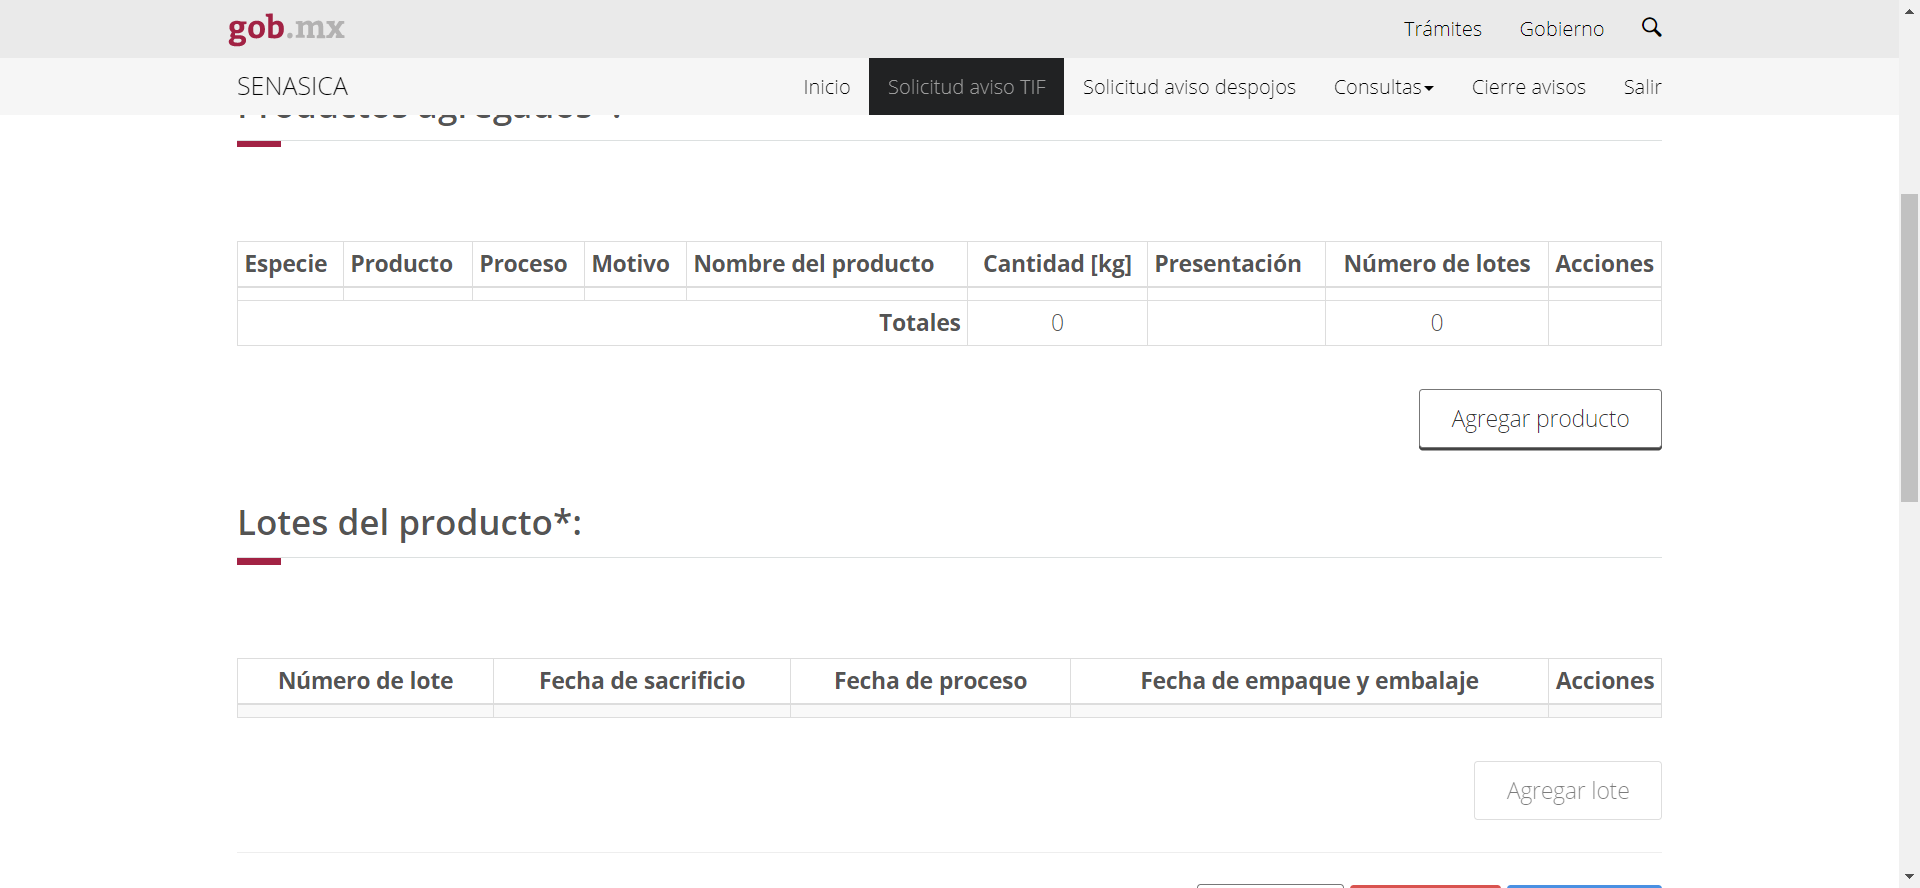 gob.mx
Trámites Gobierno
SENASICA
Inicio Solicitud aviso TIF Solicitud aviso despojos Consultas Cierre avisos Salir
Productos agregados*:
Especie Producto Proceso Motivo Nombre del producto Cantidad [kg] Presentación Número de lotes Acciones
Totales 0 0
Agregar producto
Lotes del producto*:
Número de lote Fecha de sacrificio Fecha de proceso Fecha de empaque y embalaje Acciones
Agregar lote